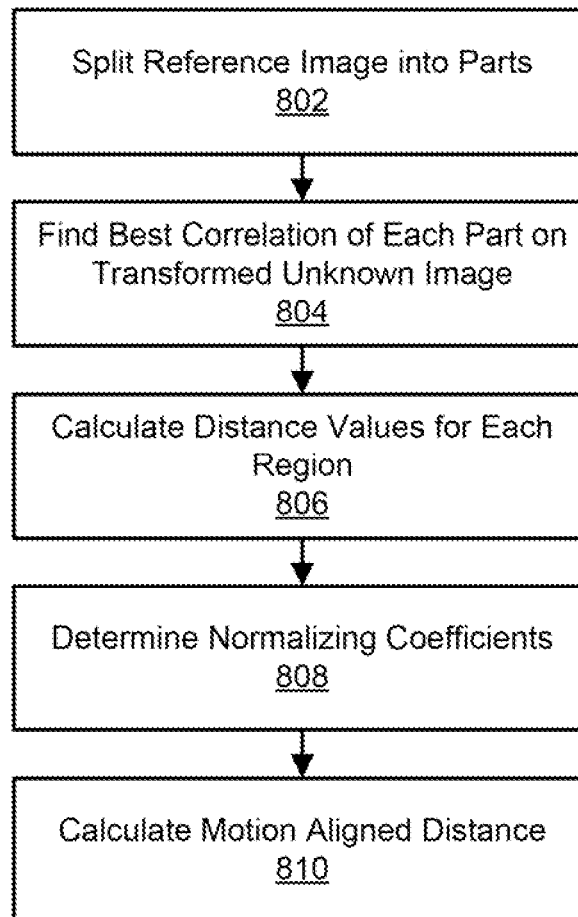 Split Reference Image into Parts
802
Find Best Correlation of Each Part on
Transformed Unknown Image
804
Calculate Distance Values for Each
Region
806
Determine Normalizing Coefficients
808
Calculate Motion Aligned Distance
810